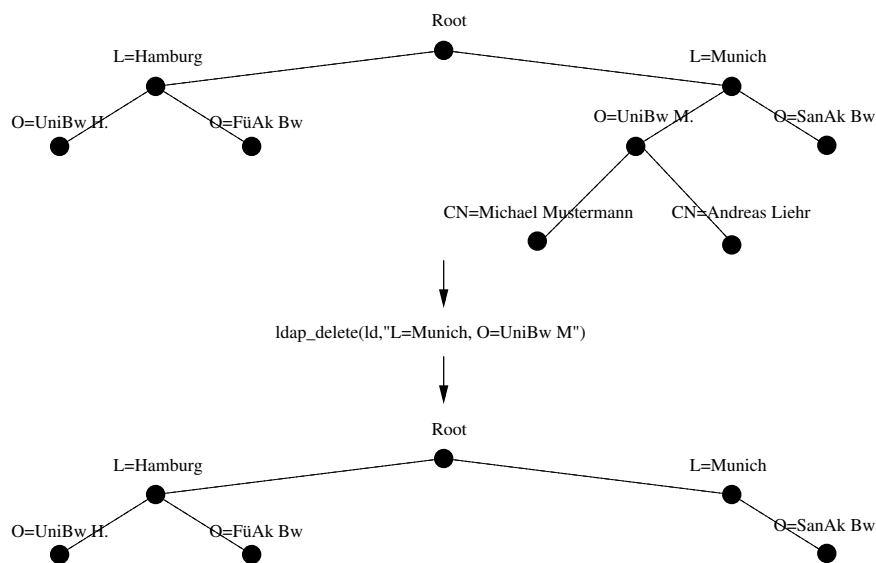 Root
L=Hamburg
L=Munich
O=UniBw H.
O=FüAk Bw
O=UniBw M.
O=SanAk Bw
CN=Michael Mustermann
CN=Andreas Liehr
ldap_delete(ld,"L=Munich, O=UniBw M")
Root
L=Hamburg
L=Munich
O=UniBw H.
O=FüAk Bw
O=SanAk Bw